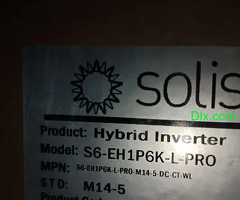 solis
Dlx.com
Product: Hybrid Inverter
Model: S6-EH1P6K-L-PRO
MPN: S6-EH1P6K-L-PRO-M14-5-DC-CT-WL
STD: M14-5